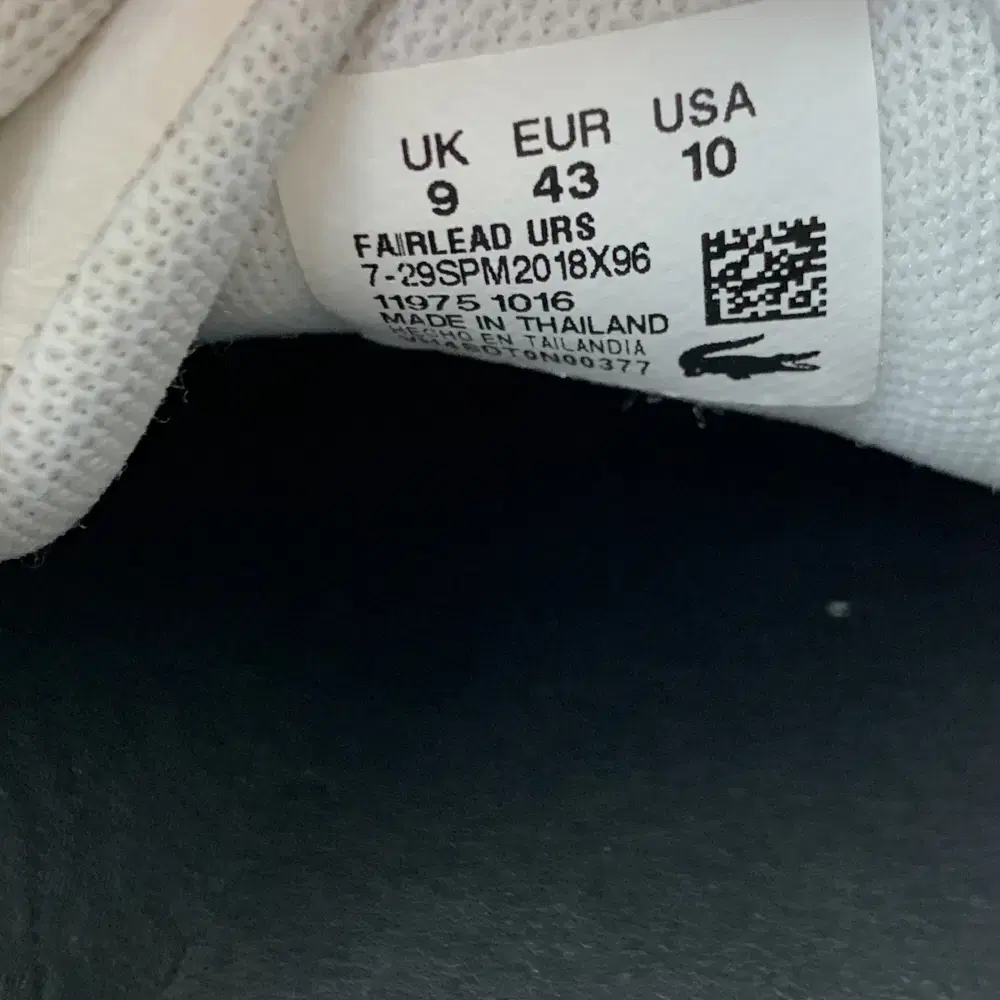 UK EUR USA
9 43 10
FAIRLEAD URS
7-29SPM2018X96
11975 1016
MADE IN THAILAND
HECHO EN TAILANDIA